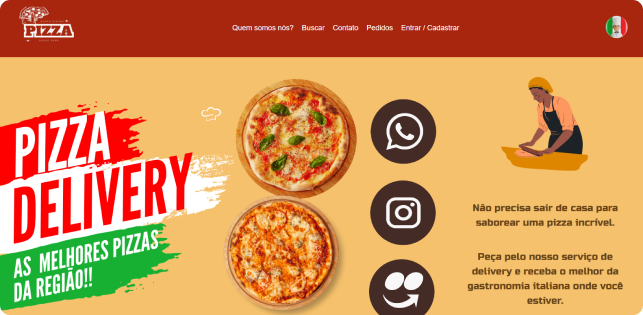 PIZZA
Quem somos nós? Buscar Contato Pedidos Entrar / Cadastrar
PIZZA
DELIVERY
AS MELHORES PIZZAS
DA REGIÃO!!
Não precisa sair de casa para
saborear uma pizza incrível.
Peça pelo nosso serviço de
delivery e receba o melhor da
gastronomia italiana onde você
estiver.